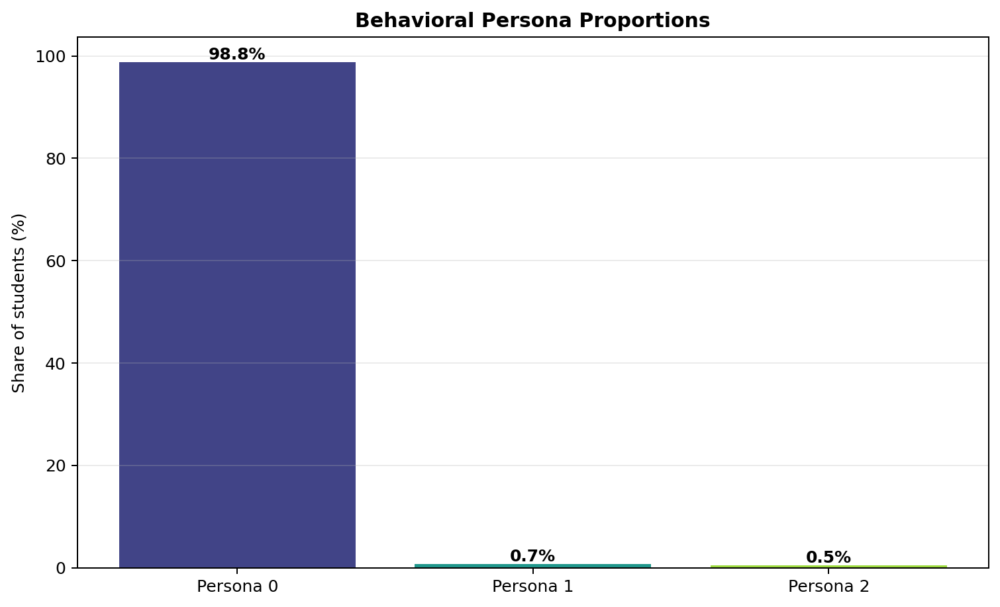 Behavioral Persona Proportions
Share of students (%)
100
80
60
40
20
0
98.8%
0.7%
0.5%
Persona 0
Persona 1
Persona 2